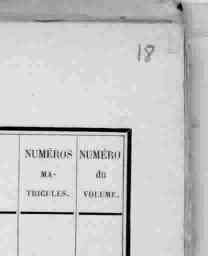 18
NUMÉROS
MA-
TRICULES.
NUMÉRO
du
VOLUME.